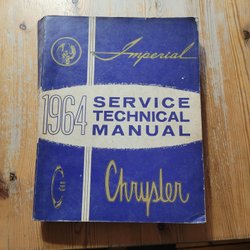 Imperial
1964
SERVICE
TECHNICAL
MANUAL
Chrysler